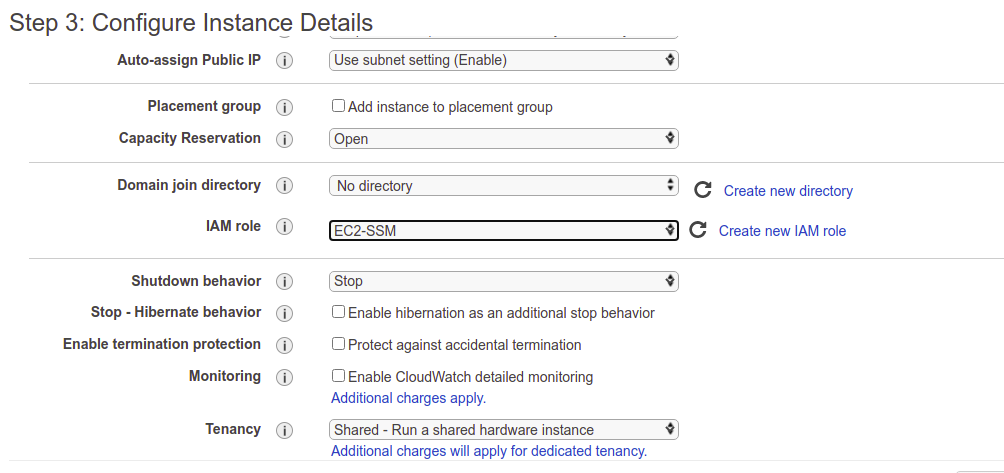 Step 3: Configure Instance Details
Auto-assign Public IP i Use subnet setting (Enable)
Placement group i Add instance to placement group
Capacity Reservation i Open
Domain join directory i No directory Create new directory
IAM role i EC2-SSM Create new IAM role
Shutdown behavior i Stop
Stop - Hibernate behavior i Enable hibernation as an additional stop behavior
Enable termination protection i Protect against accidental termination
Monitoring i Enable CloudWatch detailed monitoring
Additional charges apply.
Tenancy i Shared - Run a shared hardware instance
Additional charges will apply for dedicated tenancy.